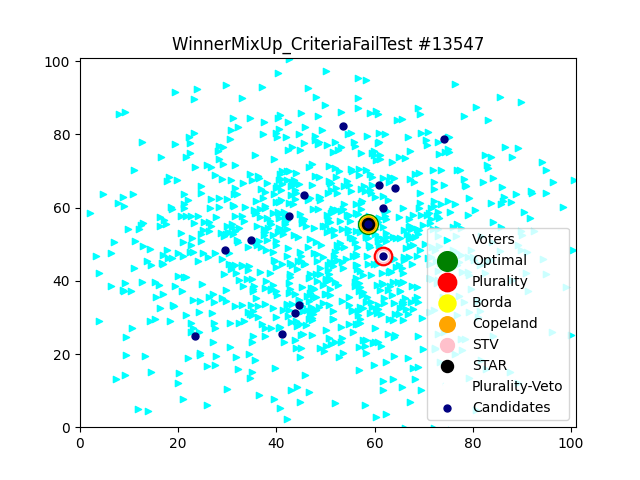 WinnerMixUp_CriteriaFailTest #13547
100
80
60
40
20
0
0
20
40
60
80
100
Voters
Optimal
Plurality
Borda
Copeland
STV
STAR
Plurality-Veto
Candidates